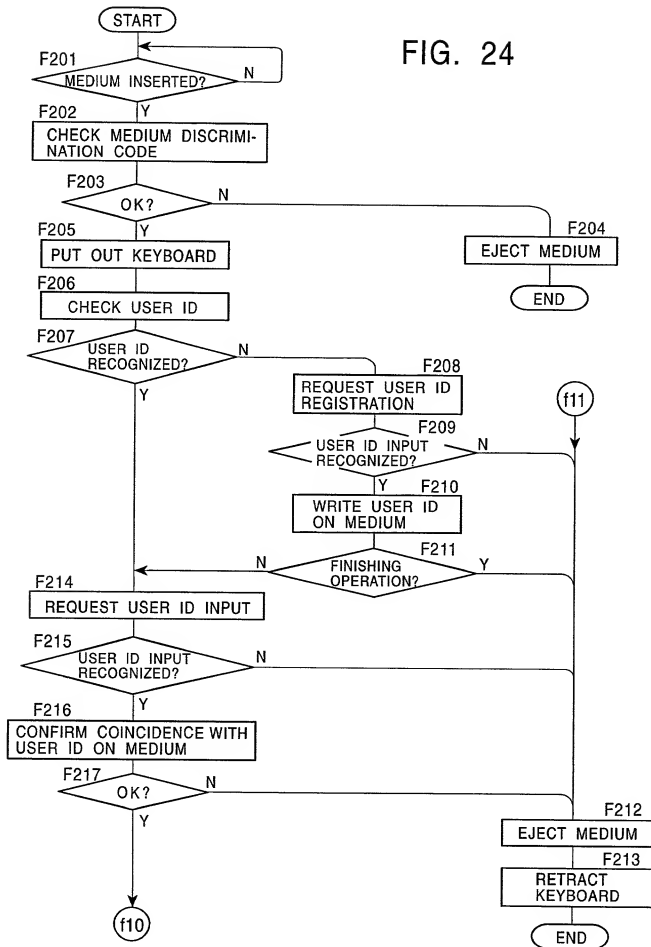 FIG. 24
START
F201
MEDIUM INSERTED?
N
Y
F202
CHECK MEDIUM DISCRIMI-
NATION CODE
F203
OK?
N
Y
F204
EJECT MEDIUM
END
F205
PUT OUT KEYBOARD
F206
CHECK USER ID
F207
USER ID
RECOGNIZED?
N
Y
F208
REQUEST USER ID
REGISTRATION
f11
F209
USER ID INPUT
RECOGNIZED?
N
Y
F210
WRITE USER ID
ON MEDIUM
F211
FINISHING
OPERATION?
N
Y
F214
REQUEST USER ID INPUT
F215
USER ID INPUT
RECOGNIZED?
N
Y
F216
CONFIRM COINCIDENCE WITH
USER ID ON MEDIUM
F217
OK?
N
Y
F212
EJECT MEDIUM
F213
RETRACT
KEYBOARD
END
f10